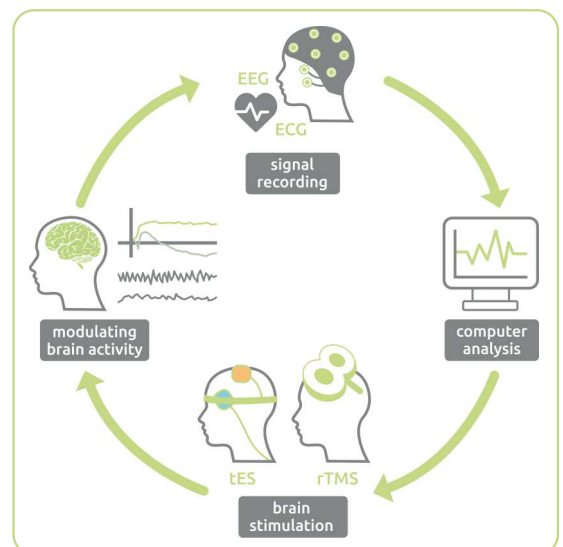 EEG
ECG
signal
recording
computer
analysis
tES
rTMS
brain
stimulation
modulating
brain activity